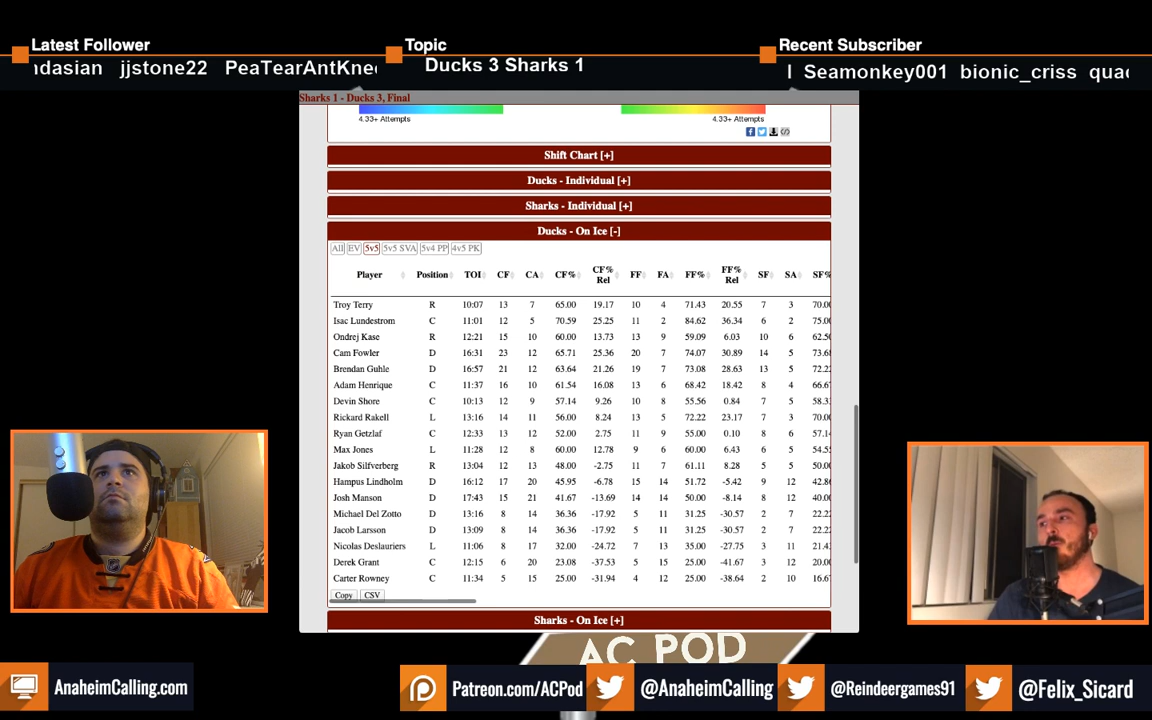 Latest Follower
ndasian jjstone22 PeaTearAntKnee
Topic
Ducks 3 Sharks 1
Recent Subscriber
l Seamonkey001 bionic_criss quac
Sharks 1 - Ducks 3, Final
4.33+ Attempts 4.33+ Attempts
Shift Chart [+]
Ducks - Individual [+]
Sharks - Individual [+]
Ducks - On Ice [-]
All EV 5v5 5v5 SVA 5v4 PP 4v5 PK
Player Position TOI CF CA CF% CF% Rel FF FA FF% FF% Rel SF SA SF%
Troy Terry R 10:07 13 7 65.00 19.17 10 4 71.43 20.55 7 3 70.00
Isac Lundestrom C 11:01 12 5 70.59 25.25 11 2 84.62 36.34 6 2 75.00
Ondrej Kase R 12:21 15 10 60.00 13.73 13 9 59.09 6.03 10 6 62.50
Cam Fowler D 16:31 23 12 65.71 25.36 20 7 74.07 30.89 14 5 73.68
Brendan Guhle D 16:57 21 12 63.64 21.26 19 7 73.08 28.63 13 5 72.22
Adam Henrique C 11:37 16 10 61.54 16.08 13 6 68.42 18.42 8 4 66.67
Devin Shore C 10:13 12 9 57.14 9.26 10 8 55.56 0.84 7 5 58.33
Rickard Rakell L 13:16 14 11 56.00 8.24 13 5 72.22 23.17 7 3 70.00
Ryan Getzlaf C 12:33 13 12 52.00 2.75 11 9 55.00 0.10 8 6 57.14
Max Jones L 11:28 12 8 60.00 12.78 9 6 60.00 6.43 6 5 54.55
Jakob Silfverberg R 13:04 12 13 48.00 -2.75 11 7 61.11 8.28 5 5 50.00
Hampus Lindholm D 16:12 17 20 45.95 -6.78 15 14 51.72 -5.42 9 12 42.86
Josh Manson D 17:43 15 21 41.67 -13.69 14 14 50.00 -8.14 8 12 40.00
Michael Del Zotto D 13:16 8 14 36.36 -17.92 5 11 31.25 -30.57 2 7 22.22
Jacob Larsson D 13:09 8 14 36.36 -17.92 5 11 31.25 -30.57 2 7 22.22
Nicolas Deslauriers L 11:06 8 17 32.00 -24.72 7 13 35.00 -27.75 3 11 21.43
Derek Grant C 12:15 6 20 23.08 -37.53 5 15 25.00 -41.67 3 12 20.00
Carter Rowney C 11:34 5 15 25.00 -31.94 4 12 25.00 -38.64 2 10 16.67
Copy CSV
Sharks - On Ice [+]
AC POD
AnaheimCalling.com
Patreon.com/ACPod
@AnaheimCalling
@Reindeergames91
@Felix_Sicard